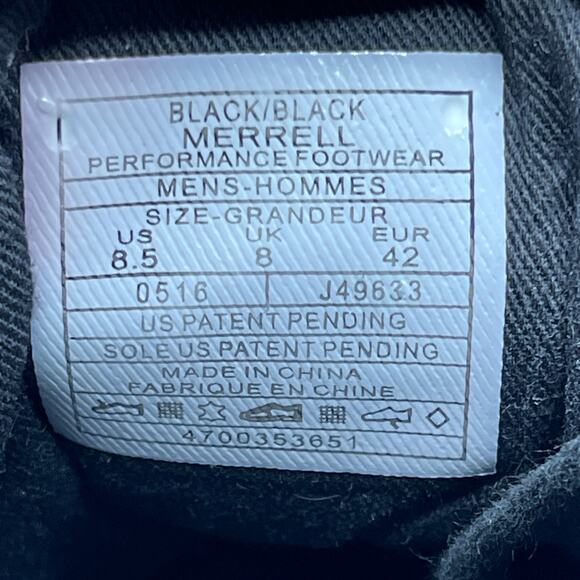 BLACK/BLACK
MERRELL
PERFORMANCE FOOTWEAR
MENS-HOMMES
SIZE-GRANDEUR
US UK EUR
8.5 8 42
0516 J49633
US PATENT PENDING
SOLE US PATENT PENDING
MADE IN CHINA
FABRIQUE EN CHINE
4700353651